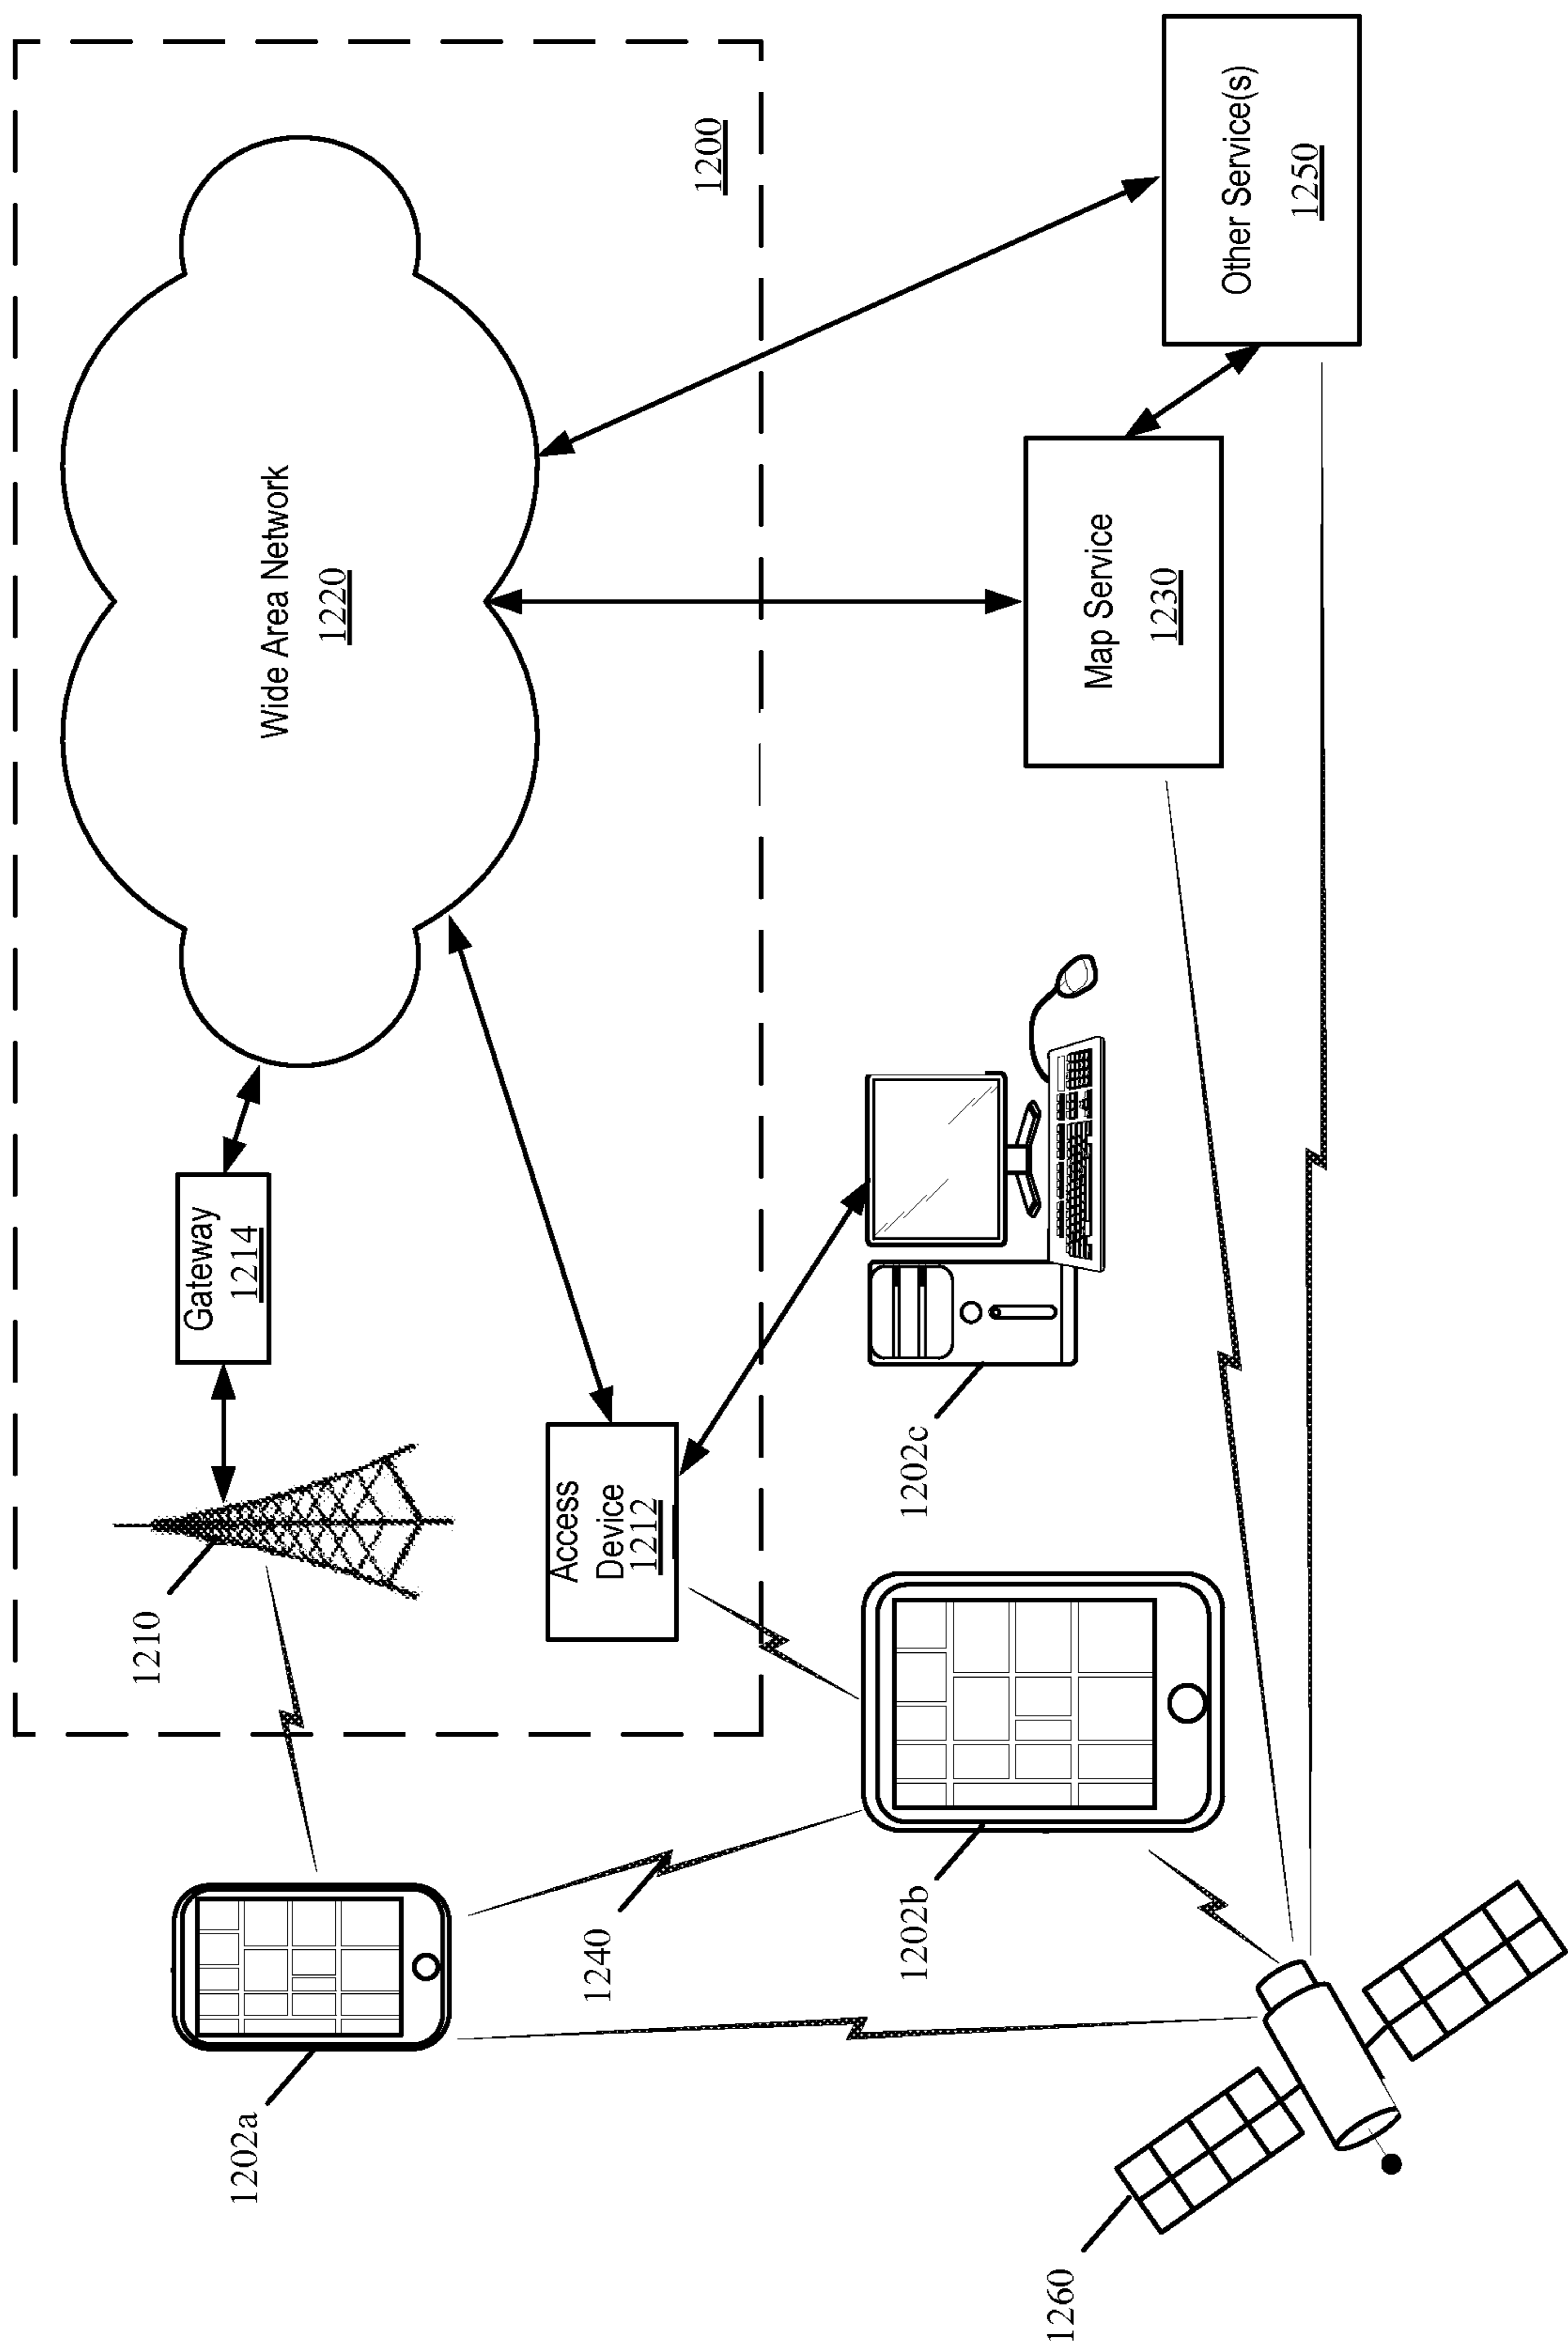 1202a
1210
Gateway
1214
Wide Area Network
1220
1240
Access
Device
1212
1200
1202b
1202c
1260
Map Service
1230
Other Service(s)
1250